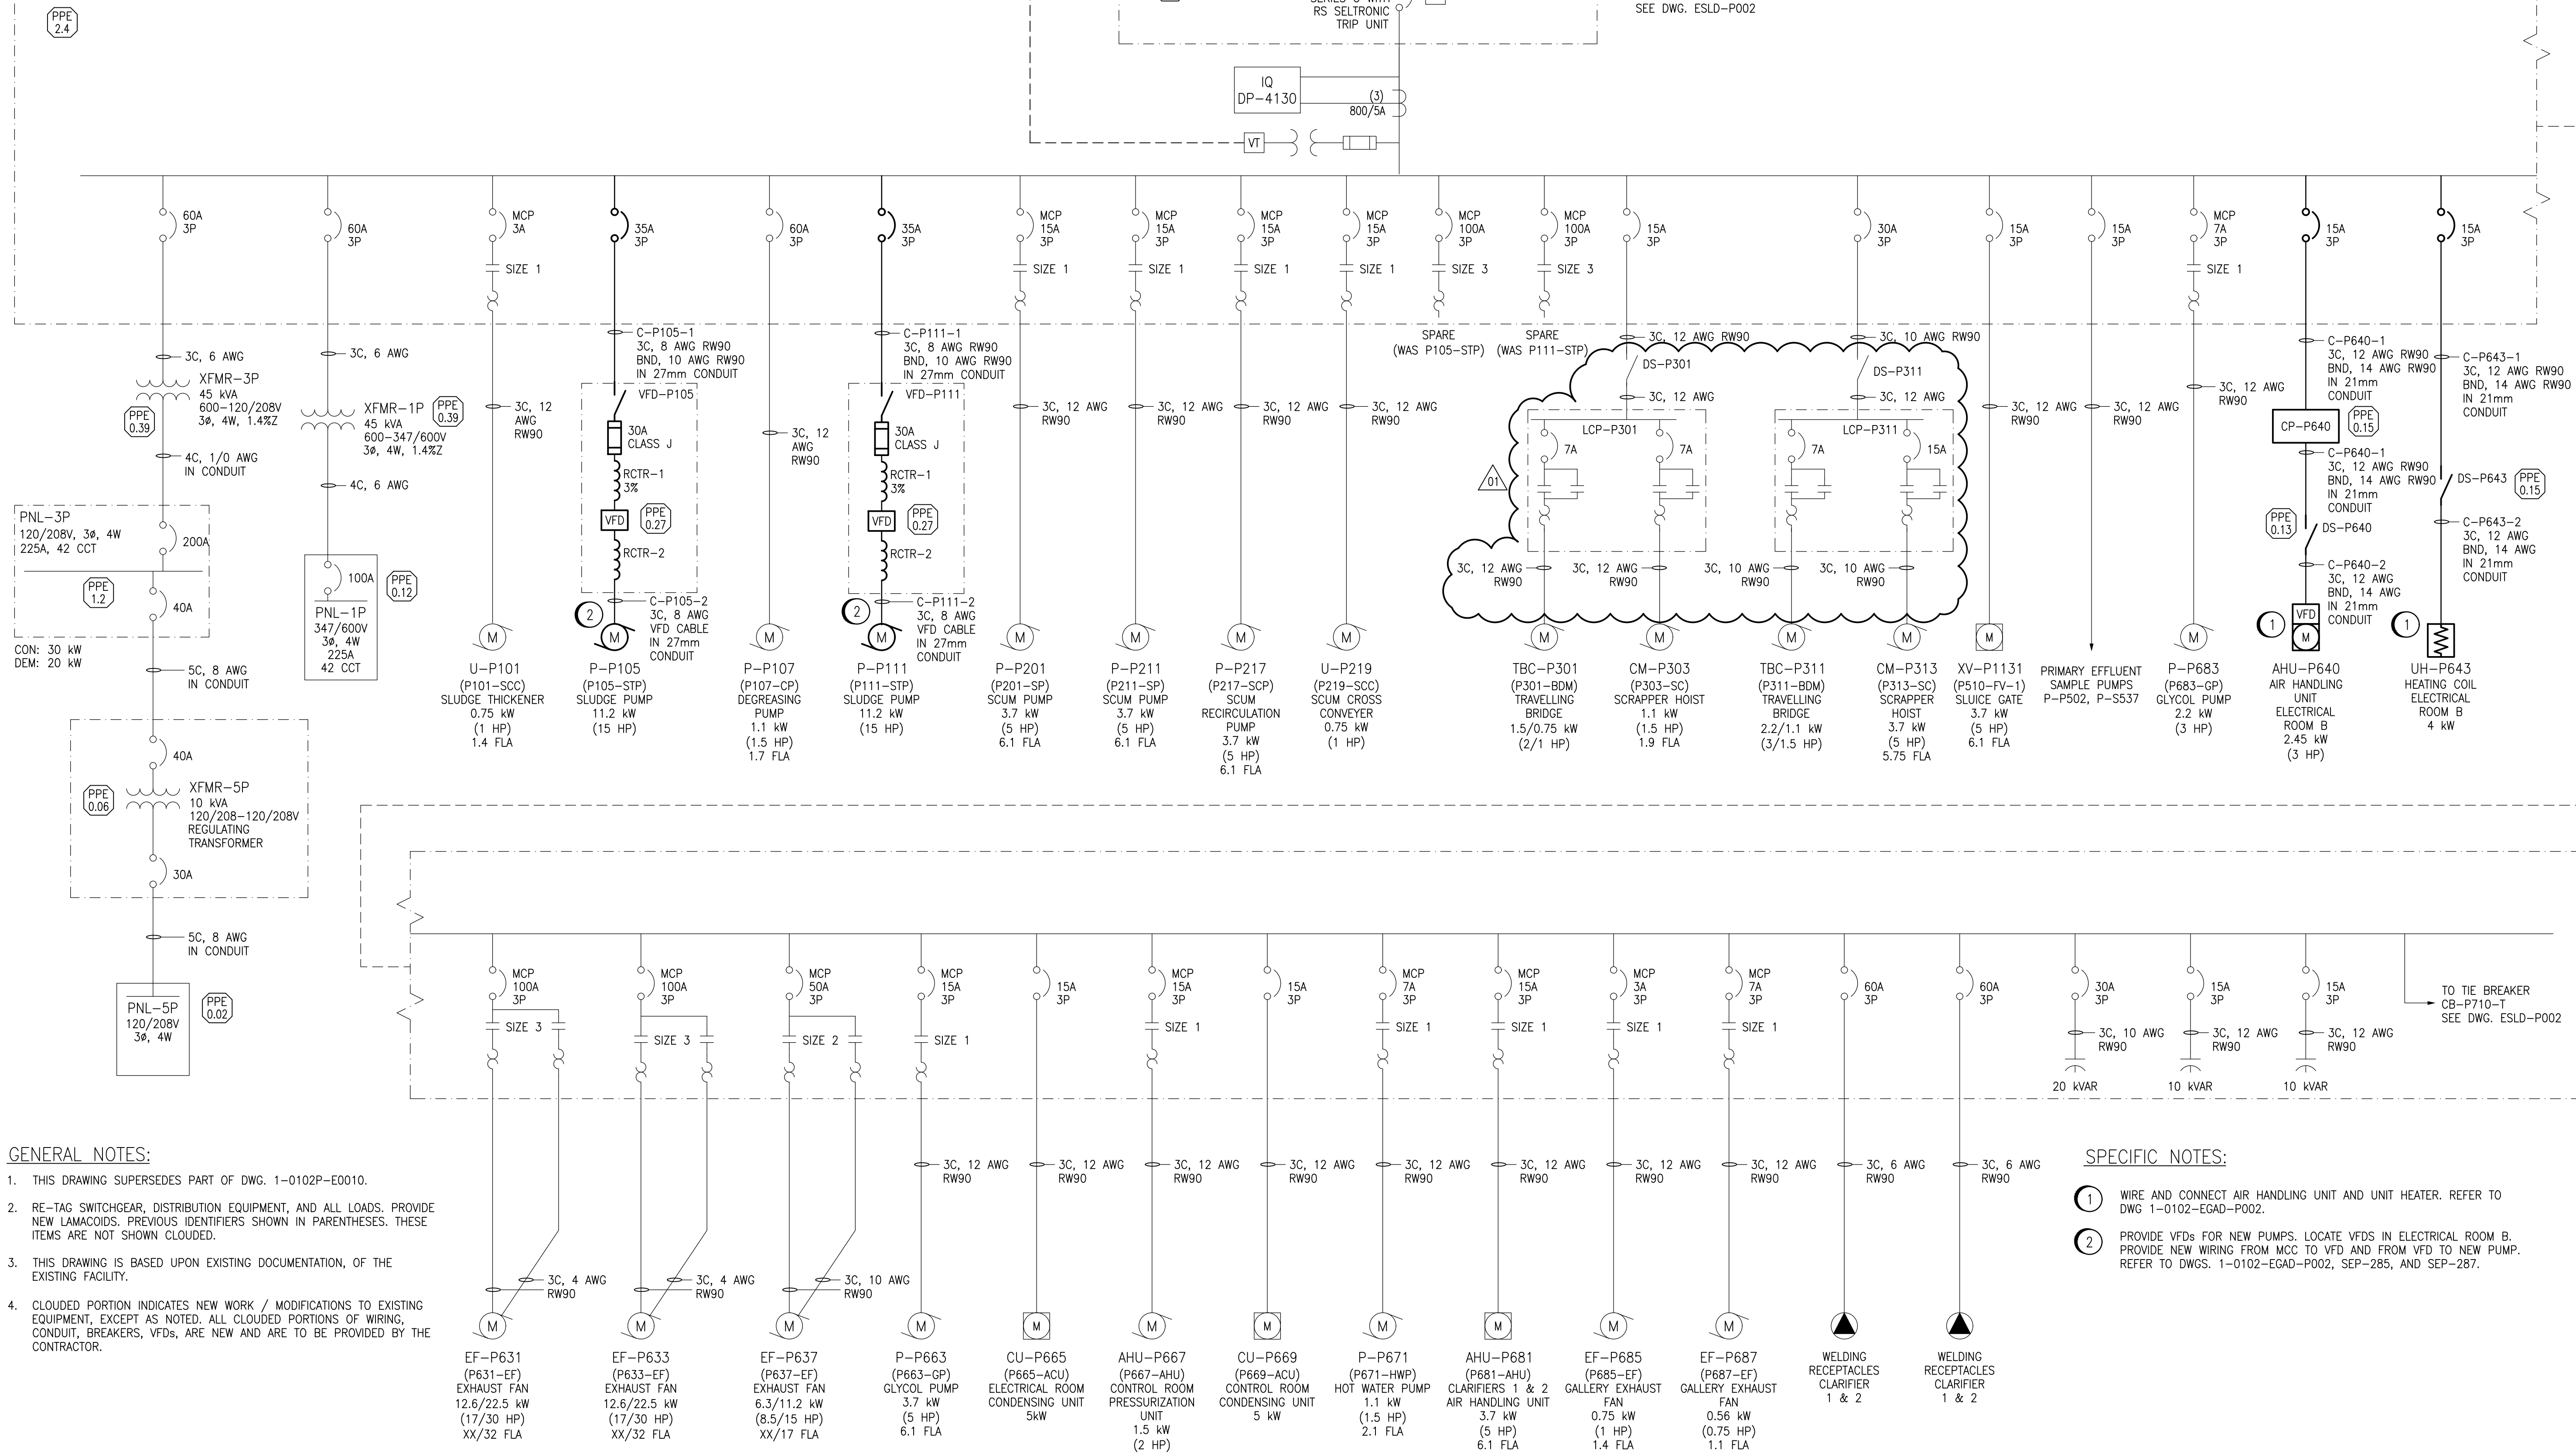 PPE
2.4
RS SELTRONIC
TRIP UNIT
SEE DWG. ESLD-P002
IQ
DP-4130
(3)
800/5A
VT
60A
3P
60A
3P
MCP
3A
SIZE 1
35A
3P
60A
3P
35A
3P
MCP
15A
3P
SIZE 1
MCP
15A
3P
SIZE 1
MCP
15A
3P
SIZE 1
MCP
15A
3P
SIZE 1
MCP
100A
3P
SIZE 3
MCP
100A
3P
SIZE 3
15A
3P
30A
3P
15A
3P
15A
3P
MCP
7A
3P
SIZE 1
15A
3P
15A
3P
3C, 6 AWG
XFMR-3P
45 kVA
600-120/208V
3ø, 4W, 1.4%Z
PPE
0.39
4C, 1/0 AWG
IN CONDUIT
PNL-3P
120/208V, 3ø, 4W
225A, 42 CCT
200A
PPE
1.2
40A
CON: 30 kW
DEM: 20 kW
5C, 8 AWG
IN CONDUIT
40A
PPE
0.06
XFMR-5P
10 kVA
120/208-120/208V
REGULATING
TRANSFORMER
30A
5C, 8 AWG
IN CONDUIT
PNL-5P
120/208V
3ø, 4W
PPE
0.02
3C, 6 AWG
XFMR-1P
45 kVA
600-347/600V
3ø, 4W, 1.4%Z
PPE
0.39
4C, 6 AWG
100A
PNL-1P
347/600V
3ø, 4W
225A
42 CCT
PPE
0.12
3C, 12
AWG
RW90
M
U-P101
(P101-SCC)
SLUDGE THICKENER
0.75 kW
(1 HP)
1.4 FLA
C-P105-1
3C, 8 AWG RW90
BND, 10 AWG RW90
IN 27mm CONDUIT
VFD-P105
30A
CLASS J
RCTR-1
3%
VFD
PPE
0.27
RCTR-2
2
C-P105-2
3C, 8 AWG
VFD CABLE
IN 27mm
CONDUIT
M
P-P105
(P105-STP)
SLUDGE PUMP
11.2 kW
(15 HP)
3C, 12
AWG
RW90
M
P-P107
(P107-CP)
DEGREASING
PUMP
1.1 kW
(1.5 HP)
1.7 FLA
C-P111-1
3C, 8 AWG RW90
BND, 10 AWG RW90
IN 27mm CONDUIT
VFD-P111
30A
CLASS J
RCTR-1
3%
VFD
PPE
0.27
RCTR-2
2
C-P111-2
3C, 8 AWG
VFD CABLE
IN 27mm
CONDUIT
M
P-P111
(P111-STP)
SLUDGE PUMP
11.2 kW
(15 HP)
3C, 12 AWG
RW90
M
P-P201
(P201-SP)
SCUM PUMP
3.7 kW
(5 HP)
6.1 FLA
3C, 12 AWG
RW90
M
P-P211
(P211-SP)
SCUM PUMP
3.7 kW
(5 HP)
6.1 FLA
3C, 12 AWG
RW90
M
P-P217
(P217-SCP)
SCUM
RECIRCULATION
PUMP
3.7 kW
(5 HP)
6.1 FLA
3C, 12 AWG
RW90
M
U-P219
(P219-SCC)
SCUM CROSS
CONVEYER
0.75 kW
(1 HP)
SPARE
(WAS P105-STP)
SPARE
(WAS P111-STP)
3C, 12 AWG RW90
DS-P301
3C, 12 AWG
LCP-P301
7A
7A
01
3C, 12 AWG
RW90
3C, 12 AWG
RW90
M
TBC-P301
(P301-BDM)
TRAVELLING
BRIDGE
1.5/0.75 kW
(2/1 HP)
M
CM-P303
(P303-SC)
SCRAPPER HOIST
1.1 kW
(1.5 HP)
1.9 FLA
3C, 10 AWG RW90
DS-P311
3C, 12 AWG
LCP-P311
7A
15A
3C, 10 AWG
RW90
3C, 10 AWG
RW90
M
TBC-P311
(P311-BDM)
TRAVELLING
BRIDGE
2.2/1.1 kW
(3/1.5 HP)
M
CM-P313
(P313-SC)
SCRAPPER
HOIST
3.7 kW
(5 HP)
5.75 FLA
3C, 12 AWG
RW90
M
XV-P1131
(P510-FV-1)
SLUICE GATE
3.7 kW
(5 HP)
6.1 FLA
3C, 12 AWG
RW90
PRIMARY EFFLUENT
SAMPLE PUMPS
P-P502, P-S537
3C, 12 AWG
RW90
M
P-P683
(P683-GP)
GLYCOL PUMP
2.2 kW
(3 HP)
C-P640-1
3C, 12 AWG RW90
BND, 14 AWG RW90
IN 21mm
CONDUIT
CP-P640
PPE
0.15
C-P640-1
3C, 12 AWG RW90
BND, 14 AWG RW90
IN 21mm
CONDUIT
PPE
0.13
DS-P640
C-P640-2
3C, 12 AWG
BND, 14 AWG
IN 21mm
CONDUIT
1
VFD
M
AHU-P640
AIR HANDLING
UNIT
ELECTRICAL
ROOM B
2.45 kW
(3 HP)
C-P643-1
3C, 12 AWG RW90
BND, 14 AWG RW90
IN 21mm
CONDUIT
DS-P643
PPE
0.15
C-P643-2
3C, 12 AWG
BND, 14 AWG
IN 21mm
CONDUIT
1
UH-P643
HEATING COIL
ELECTRICAL
ROOM B
4 kW
MCP
100A
3P
SIZE 3
3C, 4 AWG
RW90
M
EF-P631
(P631-EF)
EXHAUST FAN
12.6/22.5 kW
(17/30 HP)
XX/32 FLA
MCP
100A
3P
SIZE 3
3C, 4 AWG
RW90
M
EF-P633
(P633-EF)
EXHAUST FAN
12.6/22.5 kW
(17/30 HP)
XX/32 FLA
MCP
50A
3P
SIZE 2
3C, 10 AWG
RW90
M
EF-P637
(P637-EF)
EXHAUST FAN
6.3/11.2 kW
(8.5/15 HP)
XX/17 FLA
MCP
15A
3P
SIZE 1
3C, 12 AWG
RW90
M
P-P663
(P663-GP)
GLYCOL PUMP
3.7 kW
(5 HP)
6.1 FLA
15A
3P
3C, 12 AWG
RW90
M
CU-P665
(P665-ACU)
ELECTRICAL ROOM
CONDENSING UNIT
5kW
MCP
15A
3P
SIZE 1
3C, 12 AWG
RW90
M
AHU-P667
(P667-AHU)
CONTROL ROOM
PRESSURIZATION
UNIT
1.5 kW
(2 HP)
15A
3P
3C, 12 AWG
RW90
M
CU-P669
(P669-ACU)
CONTROL ROOM
CONDENSING UNIT
5 kW
MCP
7A
3P
SIZE 1
3C, 12 AWG
RW90
M
P-P671
(P671-HWP)
HOT WATER PUMP
1.1 kW
(1.5 HP)
2.1 FLA
MCP
15A
3P
SIZE 1
3C, 12 AWG
RW90
M
AHU-P681
(P681-AHU)
CLARIFIERS 1 & 2
AIR HANDLING UNIT
3.7 kW
(5 HP)
6.1 FLA
MCP
3A
3P
SIZE 1
3C, 12 AWG
RW90
M
EF-P685
(P685-EF)
GALLERY EXHAUST
FAN
0.75 kW
(1 HP)
1.4 FLA
MCP
7A
3P
SIZE 1
3C, 12 AWG
RW90
M
EF-P687
(P687-EF)
GALLERY EXHAUST
FAN
0.56 kW
(0.75 HP)
1.1 FLA
60A
3P
3C, 6 AWG
RW90
WELDING
RECEPTACLES
CLARIFIER
1 & 2
60A
3P
3C, 6 AWG
RW90
WELDING
RECEPTACLES
CLARIFIER
1 & 2
30A
3P
3C, 10 AWG
RW90
20 kVAR
15A
3P
3C, 12 AWG
RW90
10 kVAR
15A
3P
3C, 12 AWG
RW90
10 kVAR
TO TIE BREAKER
CB-P710-T
SEE DWG. ESLD-P002
GENERAL NOTES:
1. THIS DRAWING SUPERSEDES PART OF DWG. 1-0102P-E0010.
2. RE-TAG SWITCHGEAR, DISTRIBUTION EQUIPMENT, AND ALL LOADS. PROVIDE
NEW LAMACOIDS. PREVIOUS IDENTIFIERS SHOWN IN PARENTHESES. THESE
ITEMS ARE NOT SHOWN CLOUDED.
3. THIS DRAWING IS BASED UPON EXISTING DOCUMENTATION, OF THE
EXISTING FACILITY.
4. CLOUDED PORTION INDICATES NEW WORK / MODIFICATIONS TO EXISTING
EQUIPMENT, EXCEPT AS NOTED. ALL CLOUDED PORTIONS OF WIRING,
CONDUIT, BREAKERS, VFDs, ARE NEW AND ARE TO BE PROVIDED BY THE
CONTRACTOR.
SPECIFIC NOTES:
1 WIRE AND CONNECT AIR HANDLING UNIT AND UNIT HEATER. REFER TO
DWG 1-0102-EGAD-P002.
2 PROVIDE VFDs FOR NEW PUMPS. LOCATE VFDS IN ELECTRICAL ROOM B.
PROVIDE NEW WIRING FROM MCC TO VFD AND FROM VFD TO NEW PUMP.
REFER TO DWGS. 1-0102-EGAD-P002, SEP-285, AND SEP-287.